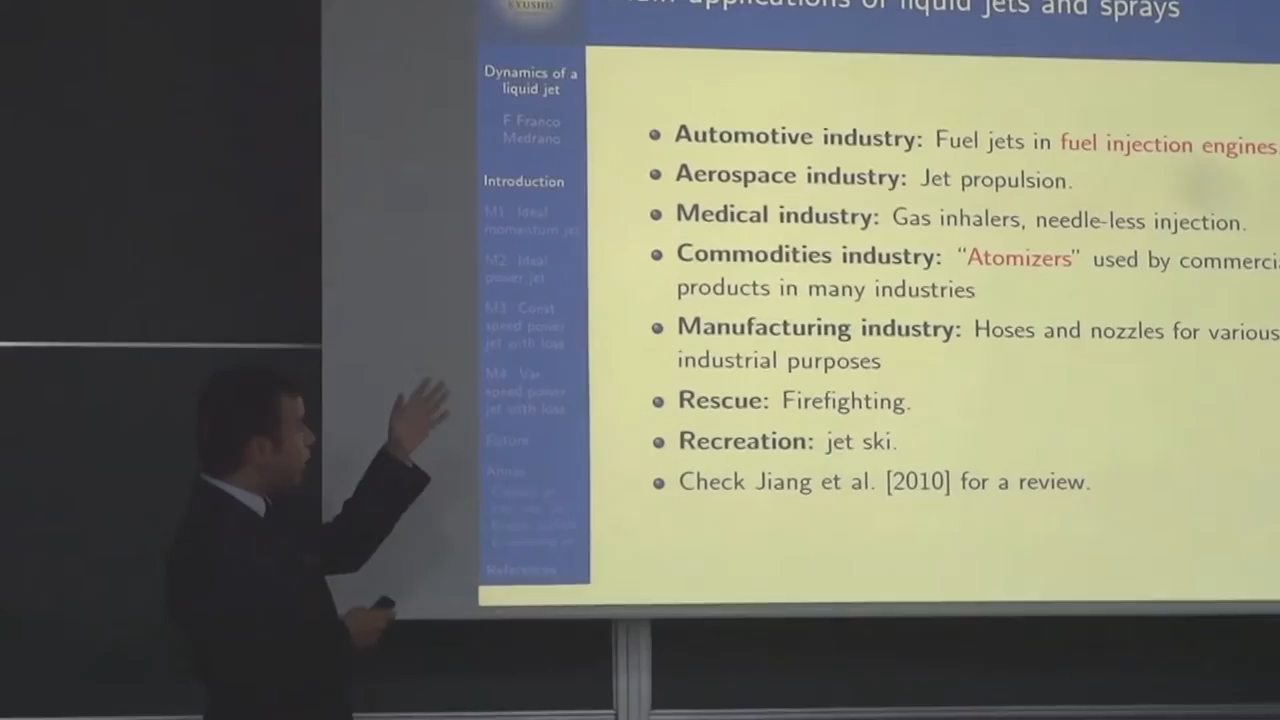 KYUSHU
applications of liquid jets and sprays
Dynamics of a
liquid jet
F Franco
Medrano
Introduction
M1: Ideal
momentum jet
M2: Ideal
power jet
M3: Const
speed power
jet with loss
M4: Var
speed power
jet with loss
Future
Annex
References
• Automotive industry: Fuel jets in fuel injection engines
• Aerospace industry: Jet propulsion.
• Medical industry: Gas inhalers, needle-less injection.
• Commodities industry: “Atomizers” used by commerci
products in many industries
• Manufacturing industry: Hoses and nozzles for various
industrial purposes
• Rescue: Firefighting.
• Recreation: jet ski.
• Check Jiang et al. [2010] for a review.